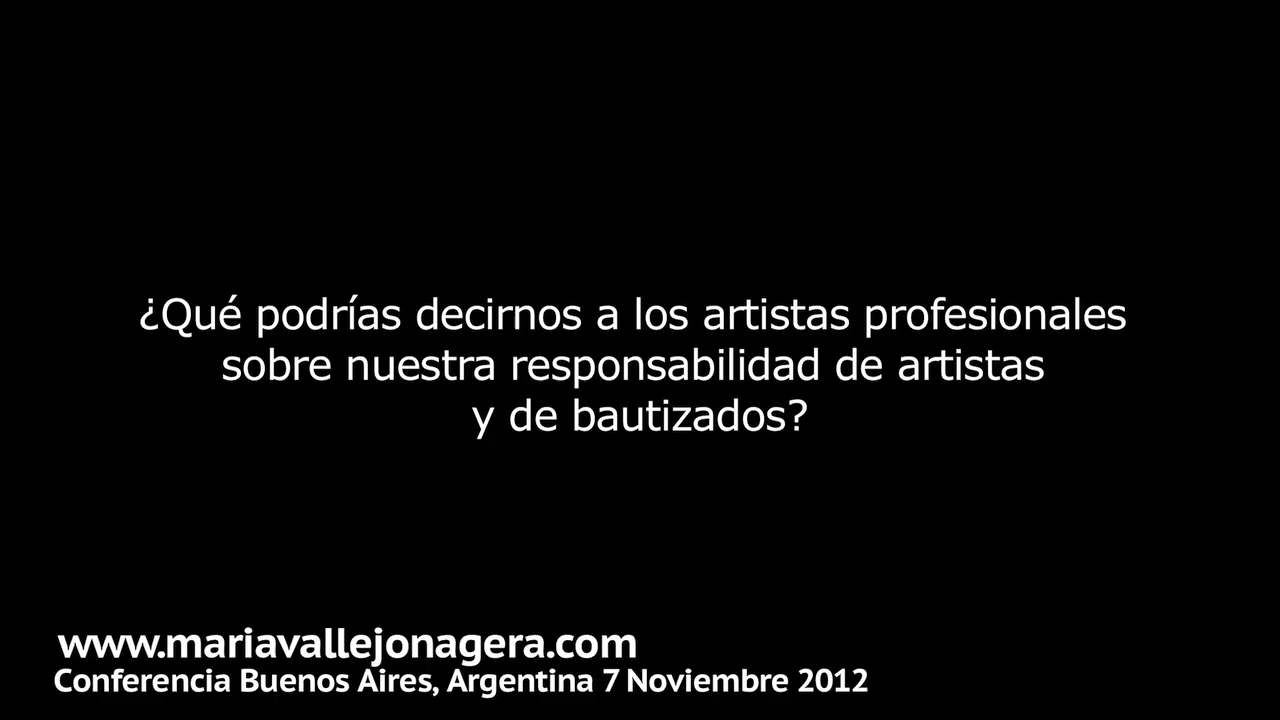 ¿Qué podrías decirnos a los artistas profesionales
sobre nuestra responsabilidad de artistas
y de bautizados?
www.mariavallejonagera.com
Conferencia Buenos Aires, Argentina 7 Noviembre 2012